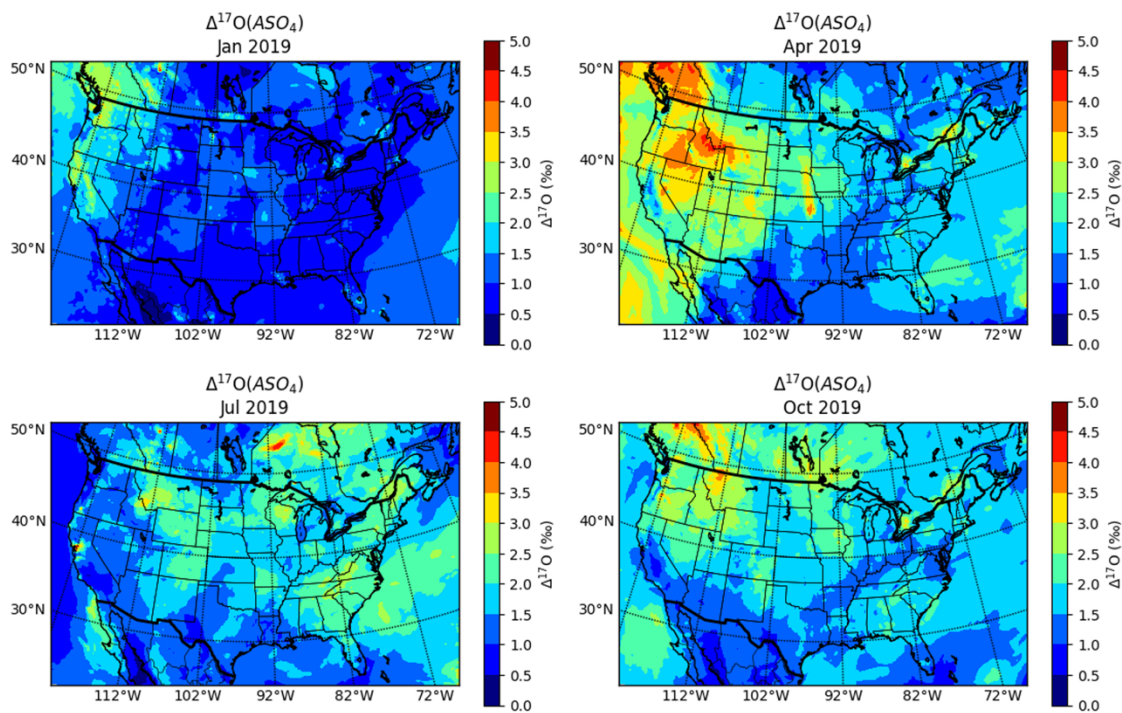 Δ¹⁷O(ASO₄)
Jan 2019
50°N
40°N
30°N
112°W 102°W 92°W 82°W 72°W
5.0
4.5
4.0
3.5
3.0
2.5
2.0
1.5
1.0
0.5
0.0
Δ¹⁷O (‰)
Δ¹⁷O(ASO₄)
Apr 2019
50°N
40°N
30°N
112°W 102°W 92°W 82°W 72°W
5.0
4.5
4.0
3.5
3.0
2.5
2.0
1.5
1.0
0.5
0.0
Δ¹⁷O (‰)
Δ¹⁷O(ASO₄)
Jul 2019
50°N
40°N
30°N
112°W 102°W 92°W 82°W 72°W
5.0
4.5
4.0
3.5
3.0
2.5
2.0
1.5
1.0
0.5
0.0
Δ¹⁷O (‰)
Δ¹⁷O(ASO₄)
Oct 2019
50°N
40°N
30°N
112°W 102°W 92°W 82°W 72°W
5.0
4.5
4.0
3.5
3.0
2.5
2.0
1.5
1.0
0.5
0.0
Δ¹⁷O (‰)